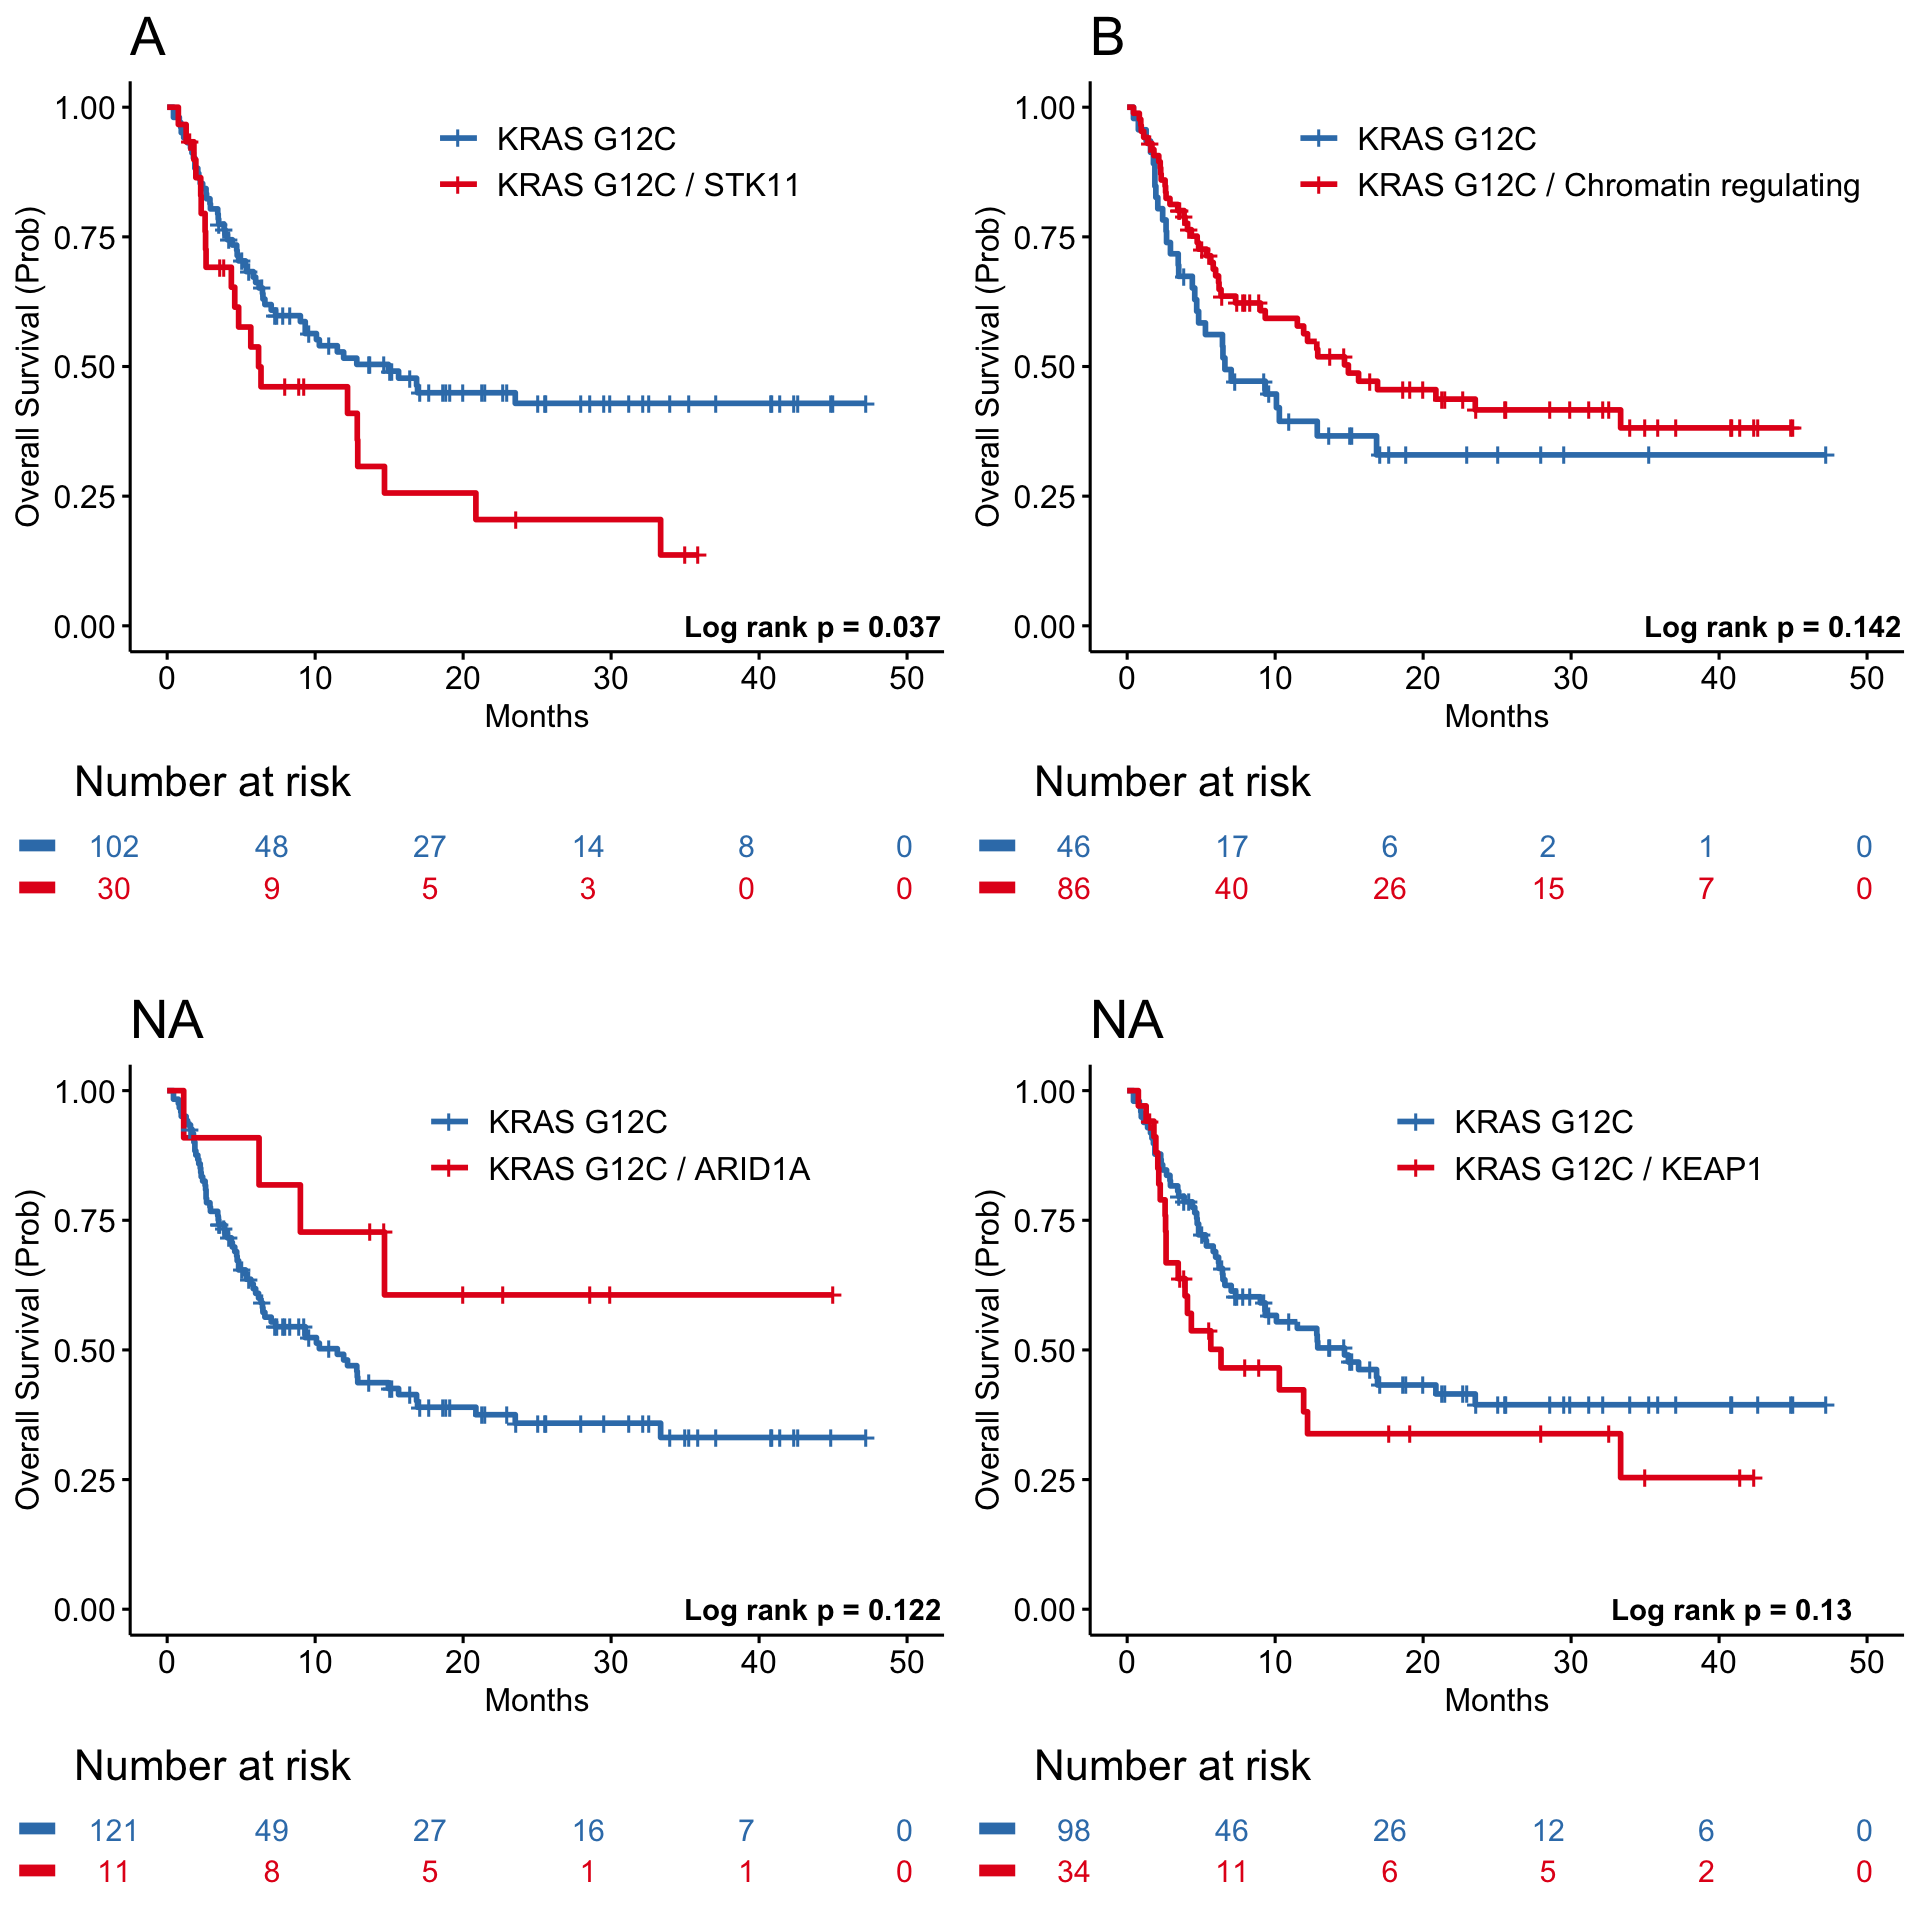 A
Overall Survival (Prob)
1.00
0.75
0.50
0.25
0.00
KRAS G12C
KRAS G12C / STK11
Log rank p = 0.037
0 10 20 30 40 50
Months
Number at risk
102 48 27 14 8 0
30 9 5 3 0 0
B
Overall Survival (Prob)
1.00
0.75
0.50
0.25
0.00
KRAS G12C
KRAS G12C / Chromatin regulating
Log rank p = 0.142
0 10 20 30 40 50
Months
Number at risk
46 17 6 2 1 0
86 40 26 15 7 0
NA
Overall Survival (Prob)
1.00
0.75
0.50
0.25
0.00
KRAS G12C
KRAS G12C / ARID1A
Log rank p = 0.122
0 10 20 30 40 50
Months
Number at risk
121 49 27 16 7 0
11 8 5 1 1 0
NA
Overall Survival (Prob)
1.00
0.75
0.50
0.25
0.00
KRAS G12C
KRAS G12C / KEAP1
Log rank p = 0.13
0 10 20 30 40 50
Months
Number at risk
98 46 26 12 6 0
34 11 6 5 2 0